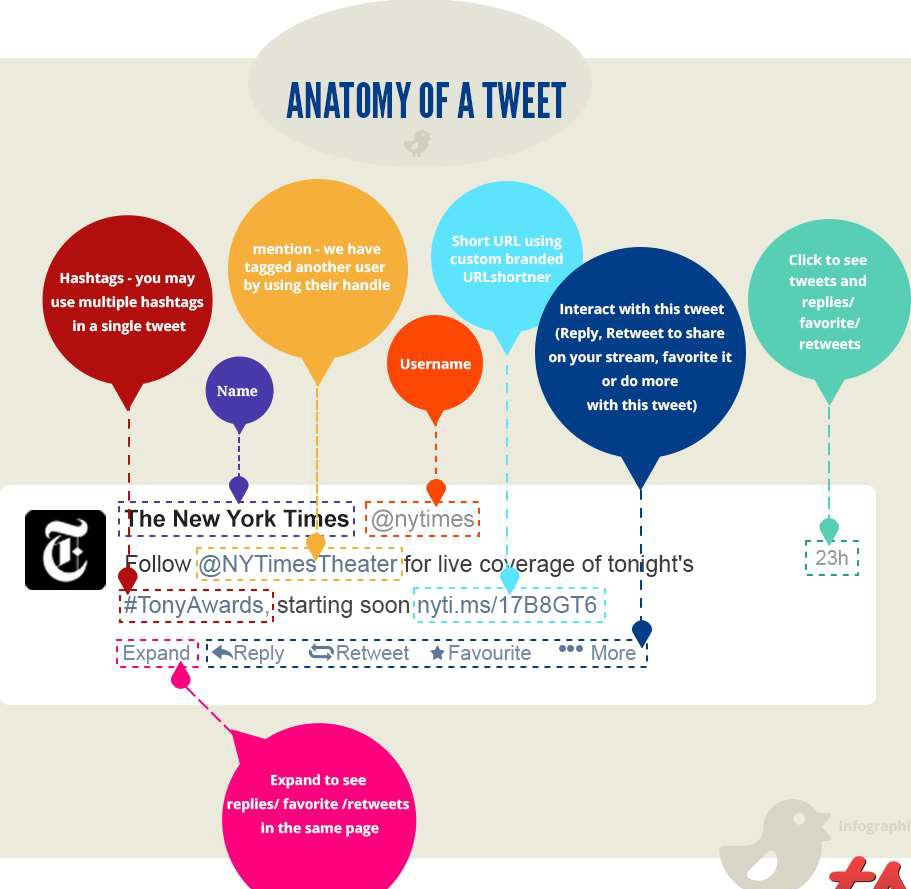 ANATOMY OF A TWEET
Hashtags - you may
use multiple hashtags
in a single tweet
mention - we have
tagged another user
by using their handle
Short URL using
custom branded
URLshortner
Click to see
tweets and
replies/
favorite/
retweets
Interact with this tweet
(Reply, Retweet to share
on your stream, favorite it
or do more
with this tweet)
Name
Username
The New York Times @nytimes
23h
Follow @NYTimesTheater for live coverage of tonight's
#TonyAwards, starting soon nyti.ms/17B8GT6
Expand Reply Retweet Favourite More
Expand to see
replies/ favorite /retweets
in the same page